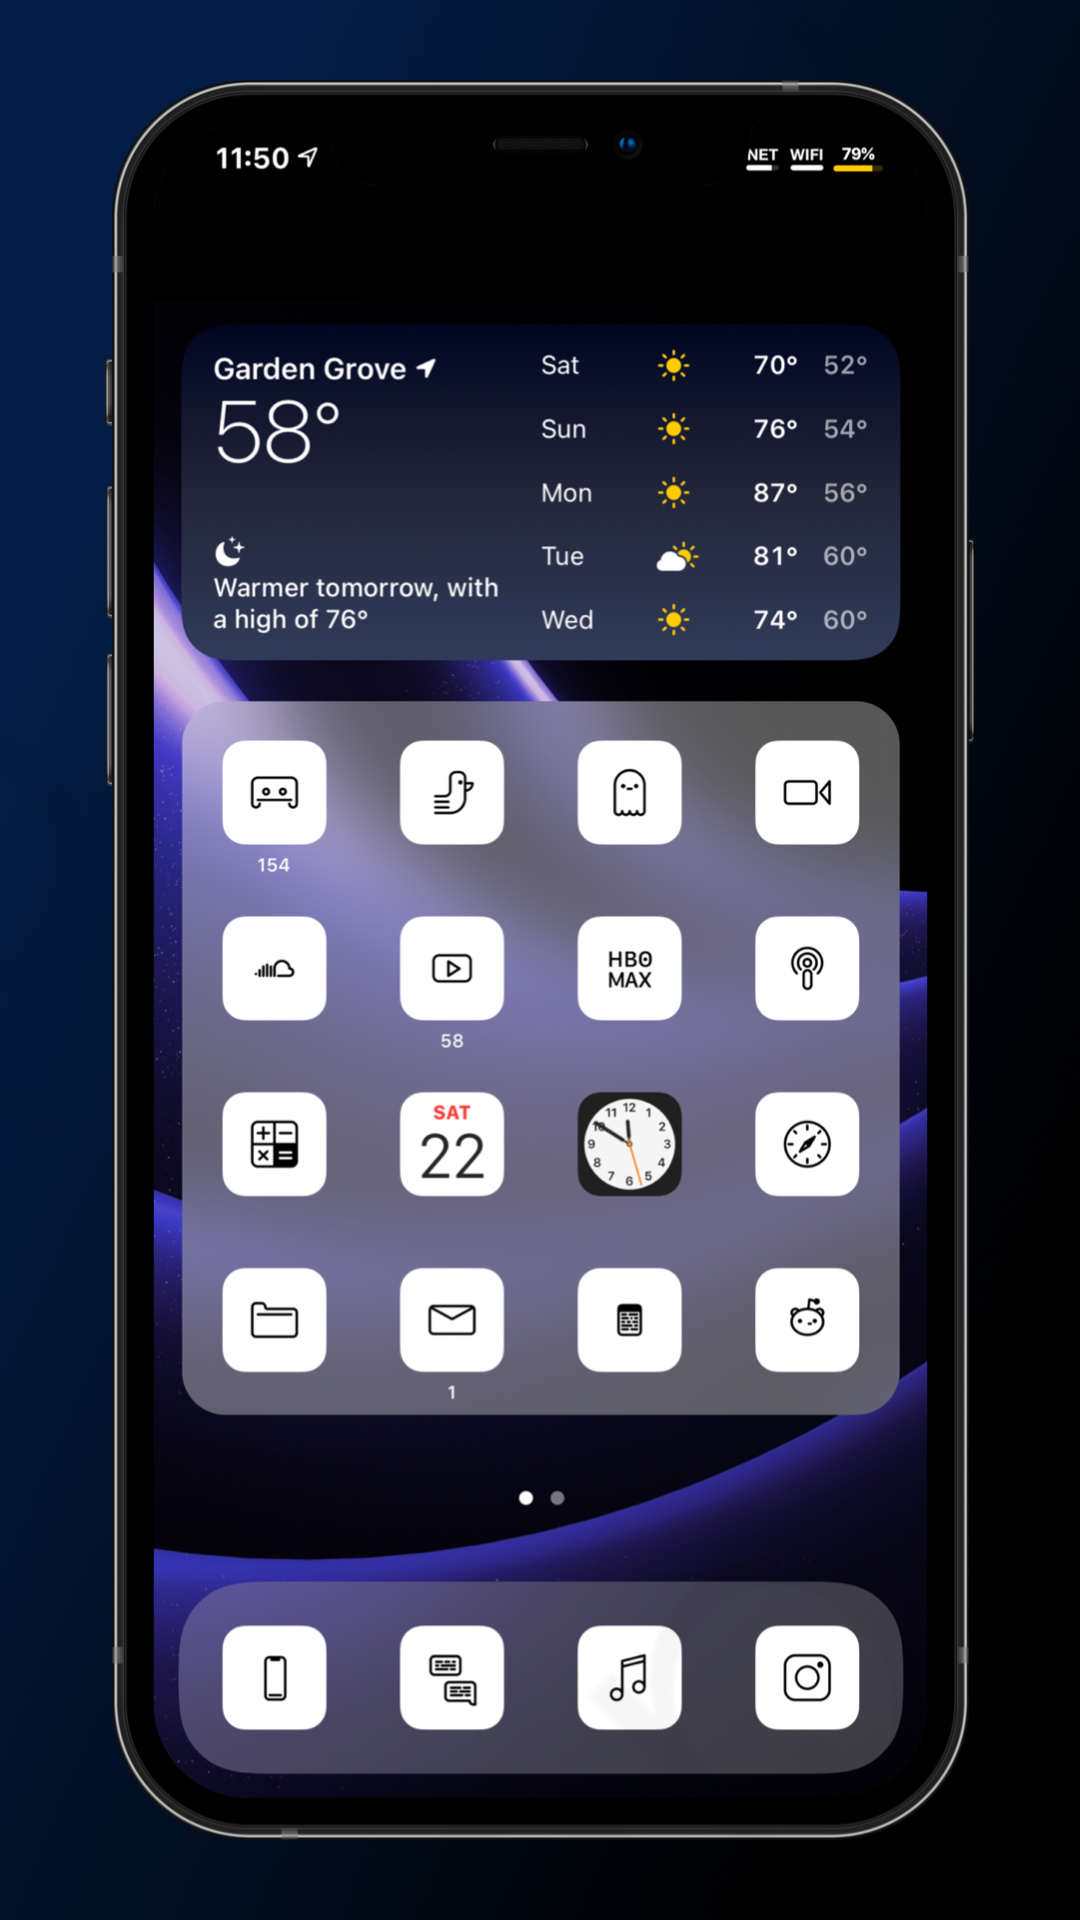 11:50
NET WIFI 79%
Garden Grove
58°
Warmer tomorrow, with
a high of 76°
Sat 70° 52°
Sun 76° 54°
Mon 87° 56°
Tue 81° 60°
Wed 74° 60°
154
HBO
MAX
58
SAT
22
12
1
2
3
4
5
6
7
8
9
10
11
1